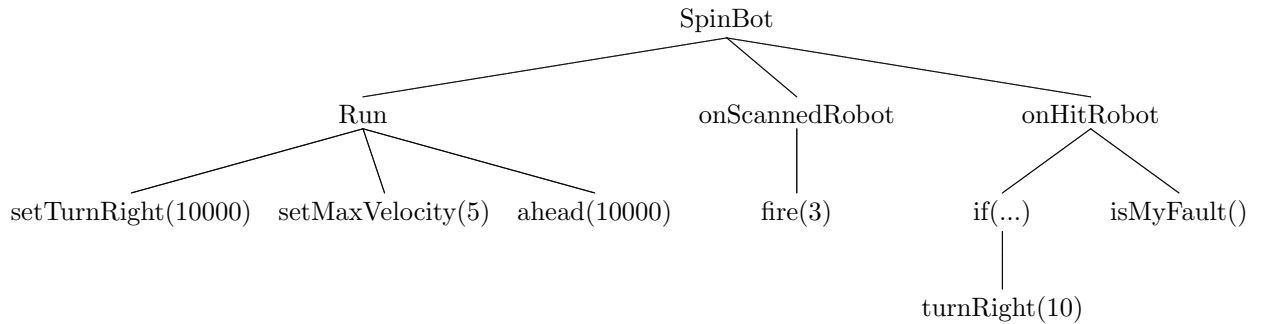 SpinBot
Run onScannedRobot onHitRobot
setTurnRight(10000) setMaxVelocity(5) ahead(10000) fire(3) if(...) isMyFault()
turnRight(10)